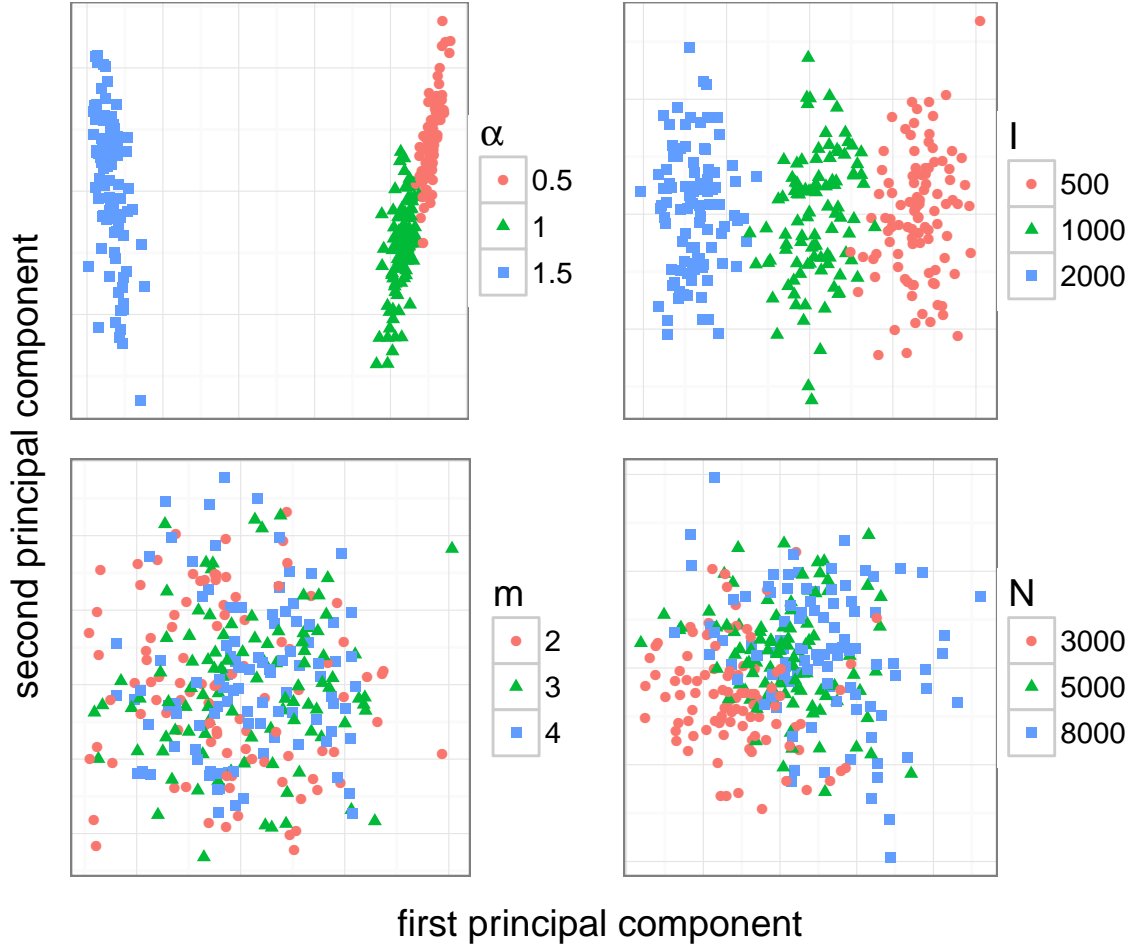 α
0.5
1
1.5
I
500
1000
2000
second principal component
m
2
3
4
N
3000
5000
8000
first principal component